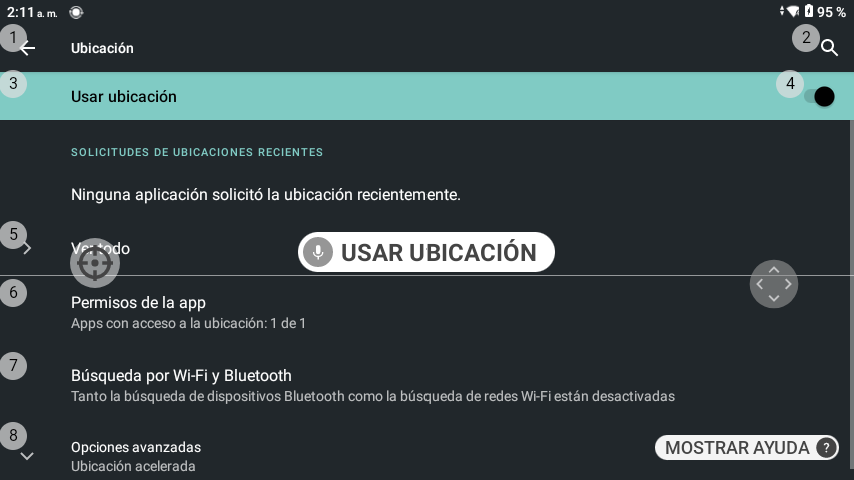 2:11 a. m.
95 %
1
Ubicación
2
3
Usar ubicación
4
SOLICITUDES DE UBICACIONES RECIENTES
Ninguna aplicación solicitó la ubicación recientemente.
5
Ver todo
USAR UBICACIÓN
6
Permisos de la app
Apps con acceso a la ubicación: 1 de 1
7
Búsqueda por Wi-Fi y Bluetooth
Tanto la búsqueda de dispositivos Bluetooth como la búsqueda de redes Wi-Fi están desactivadas
8
Opciones avanzadas
Ubicación acelerada
MOSTRAR AYUDA ?